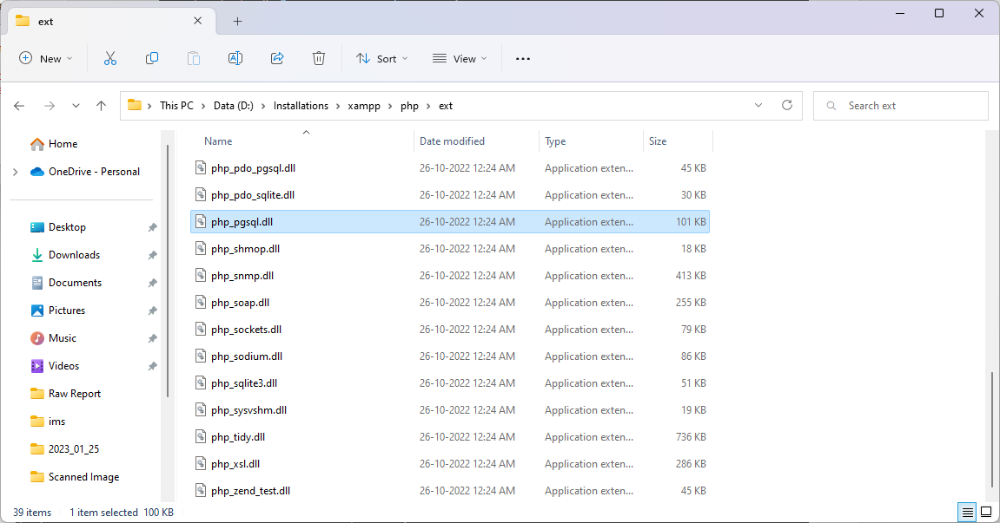 ext
New
Sort
View
This PC > Data (D:) > Installations > xampp > php > ext
Search ext
Home
OneDrive - Personal
Desktop
Downloads
Documents
Pictures
Music
Videos
Raw Report
ims
2023_01_25
Scanned Image
Name Date modified Type Size
php_pdo_pgsql.dll 26-10-2022 12:24 AM Application exten... 45 KB
php_pdo_sqlite.dll 26-10-2022 12:24 AM Application exten... 30 KB
php_pgsql.dll 26-10-2022 12:24 AM Application exten... 101 KB
php_shmop.dll 26-10-2022 12:24 AM Application exten... 18 KB
php_snmp.dll 26-10-2022 12:24 AM Application exten... 413 KB
php_soap.dll 26-10-2022 12:24 AM Application exten... 255 KB
php_sockets.dll 26-10-2022 12:24 AM Application exten... 79 KB
php_sodium.dll 26-10-2022 12:24 AM Application exten... 86 KB
php_sqlite3.dll 26-10-2022 12:24 AM Application exten... 51 KB
php_sysvshm.dll 26-10-2022 12:24 AM Application exten... 19 KB
php_tidy.dll 26-10-2022 12:24 AM Application exten... 736 KB
php_xsl.dll 26-10-2022 12:24 AM Application exten... 286 KB
php_zend_test.dll 26-10-2022 12:24 AM Application exten... 45 KB
39 items 1 item selected 100 KB